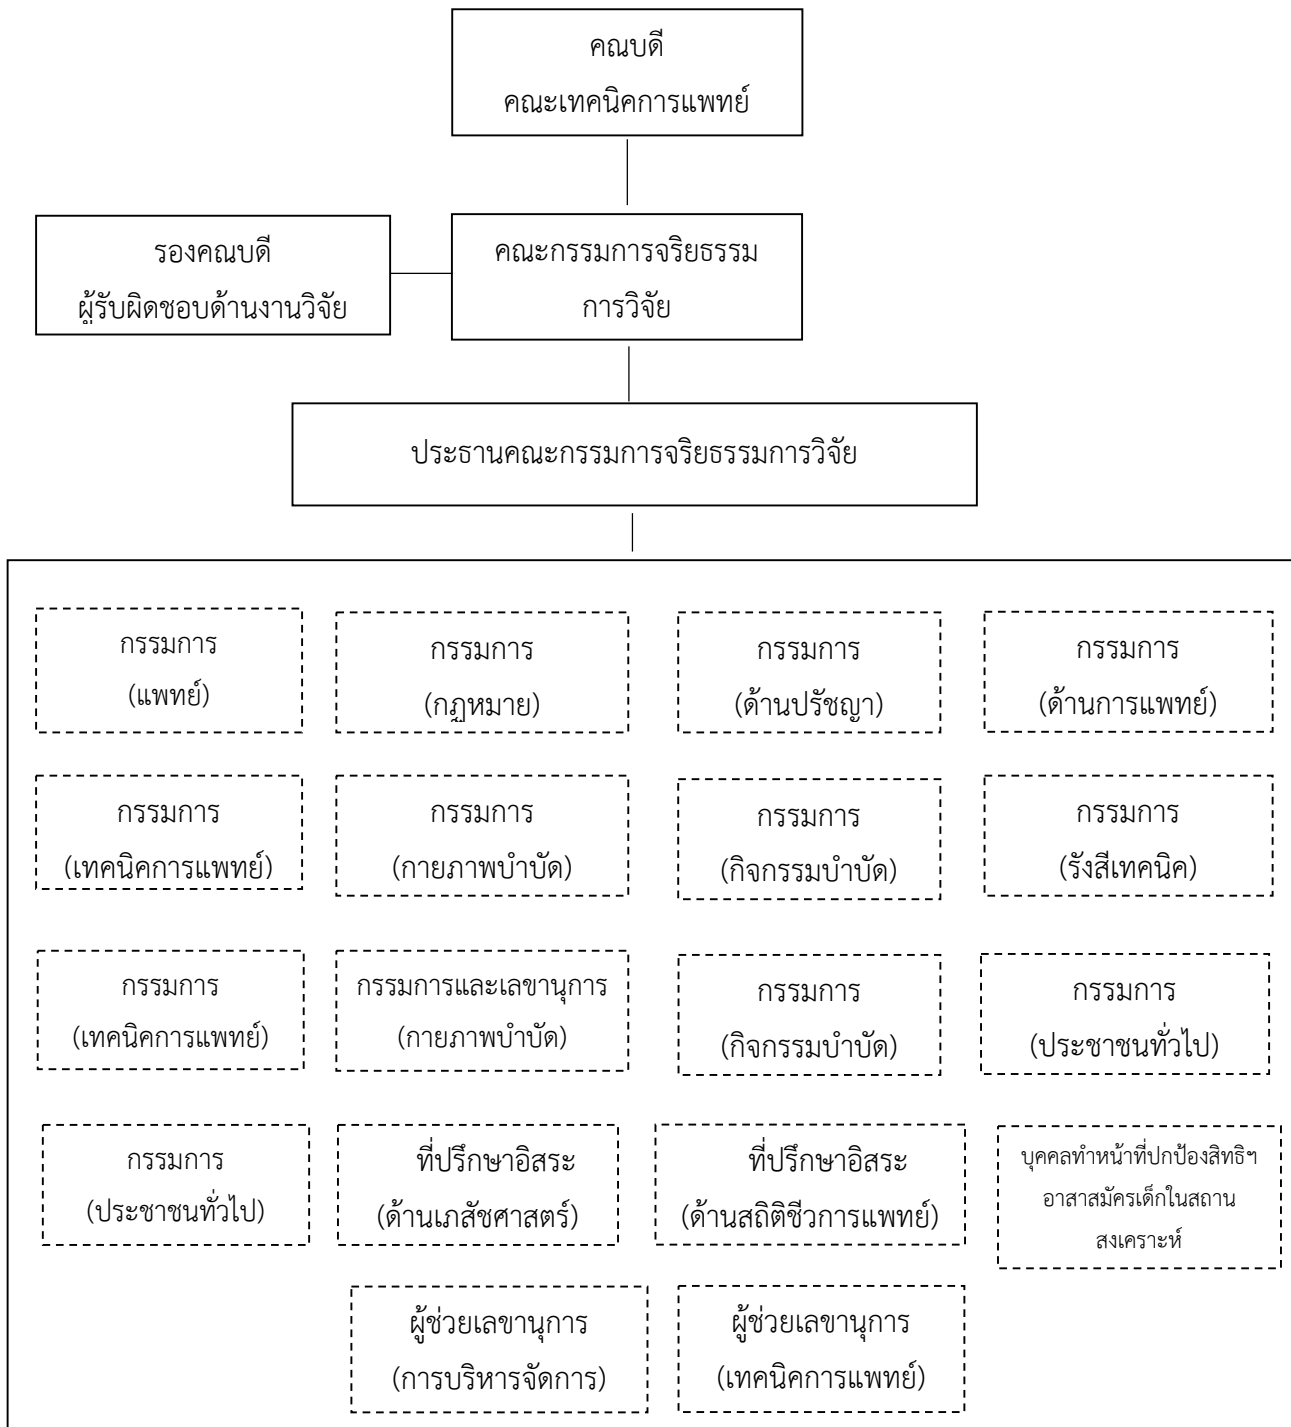 คณบดี
คณะเทคนิคการแพทย์
รองคณบดี
ผู้รับผิดชอบด้านงานวิจัย
คณะกรรมการจริยธรรม
การวิจัย
ประธานคณะกรรมการจริยธรรมการวิจัย
กรรมการ
(แพทย์)
กรรมการ
(กฎหมาย)
กรรมการ
(ด้านปรัชญา)
กรรมการ
(ด้านการแพทย์)
กรรมการ
(เทคนิคการแพทย์)
กรรมการ
(กายภาพบำบัด)
กรรมการ
(กิจกรรมบำบัด)
กรรมการ
(รังสีเทคนิค)
กรรมการ
(เทคนิคการแพทย์)
กรรมการและเลขานุการ
(กายภาพบำบัด)
กรรมการ
(กิจกรรมบำบัด)
กรรมการ
(ประชาชนทั่วไป)
กรรมการ
(ประชาชนทั่วไป)
ที่ปรึกษาอิสระ
(ด้านเภสัชศาสตร์)
ที่ปรึกษาอิสระ
(ด้านสถิติชีวการแพทย์)
บุคคลทำหน้าที่ปกป้องสิทธิฯ
อาสาสมัครเด็กในสถาน
สงเคราะห์
ผู้ช่วยเลขานุการ
(การบริหารจัดการ)
ผู้ช่วยเลขานุการ
(เทคนิคการแพทย์)